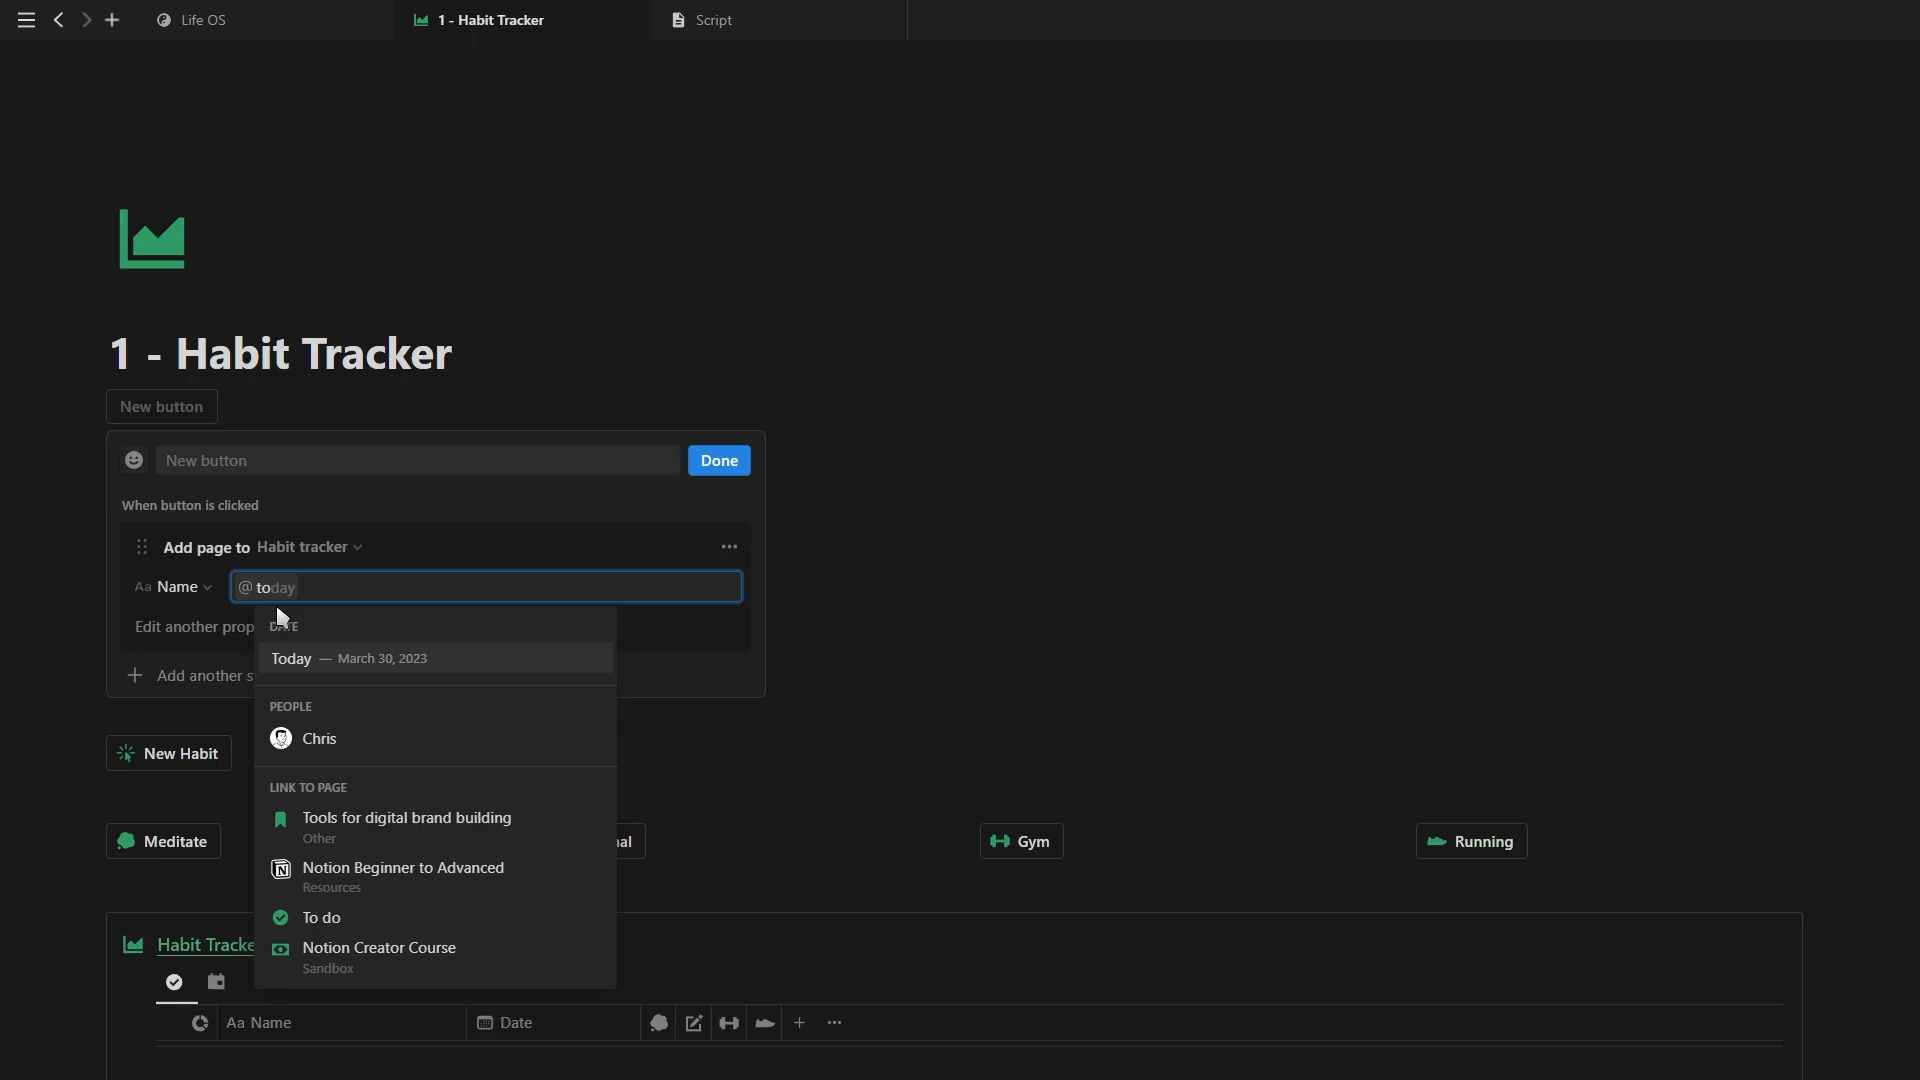 Life OS
1 - Habit Tracker
Script
1 - Habit Tracker
New button
New button
Done
When button is clicked
Add page to Habit tracker
Aa Name
@today
Edit another prop
DATE
Today — March 30, 2023
Add another s
PEOPLE
Chris
New Habit
LINK TO PAGE
Tools for digital brand building
Other
Meditate
al
Gym
Running
Notion Beginner to Advanced
Resources
To do
Habit Tracke
Notion Creator Course
Sandbox
Aa Name
Date